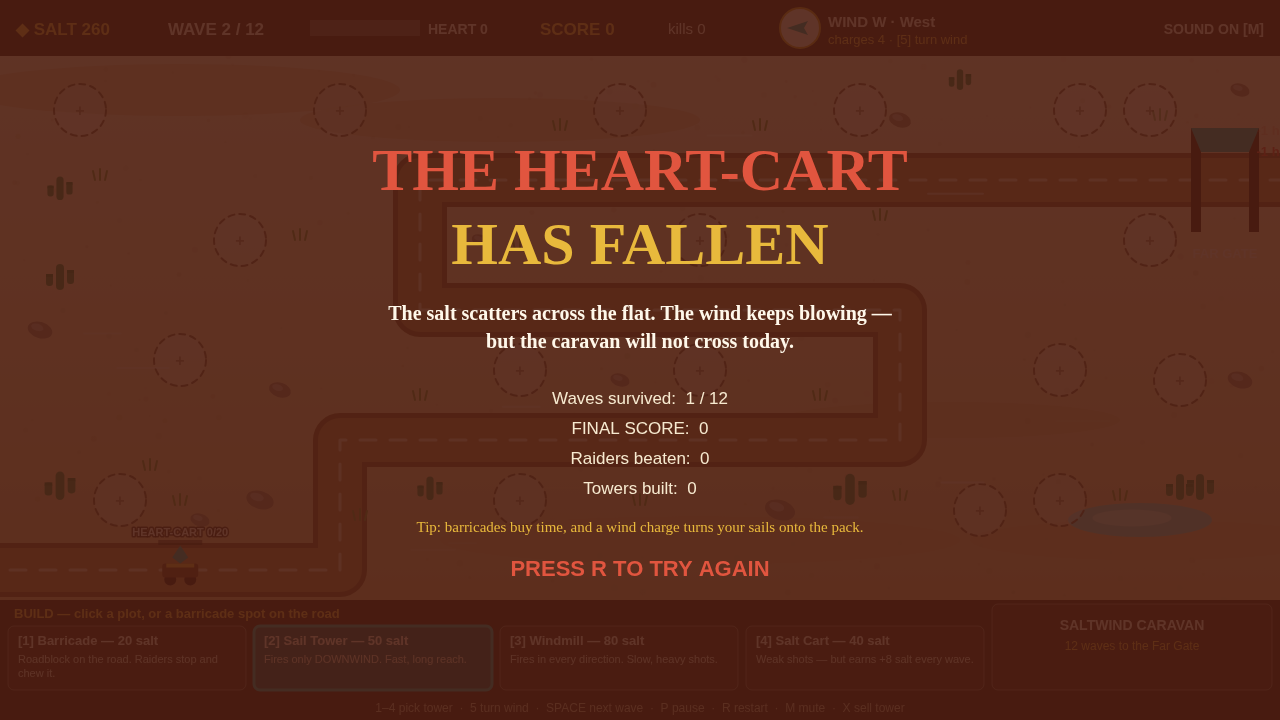 ◆ SALT 260
WAVE 2 / 12
HEART 0
SCORE 0
kills 0
WIND W · West
charges 4 · [5] turn wind
SOUND ON [M]
THE HEART-CART
HAS FALLEN
The salt scatters across the flat. The wind keeps blowing —
but the caravan will not cross today.
Waves survived: 1 / 12
FINAL SCORE: 0
Raiders beaten: 0
Towers built: 0
Tip: barricades buy time, and a wind charge turns your sails onto the pack.
HEART-CART 0/20
PRESS R TO TRY AGAIN
BUILD — click a plot, or a barricade spot on the road
[1] Barricade — 20 salt
Roadblock on the road. Raiders stop and
chew it.
[2] Sail Tower — 50 salt
Fires only DOWNWIND. Fast, long reach.
[3] Windmill — 80 salt
Fires in every direction. Slow, heavy shots.
[4] Salt Cart — 40 salt
Weak shots — but earns +8 salt every wave.
SALTWIND CARAVAN
12 waves to the Far Gate
1–4 pick tower · 5 turn wind · SPACE next wave · P pause · R restart · M mute · X sell tower